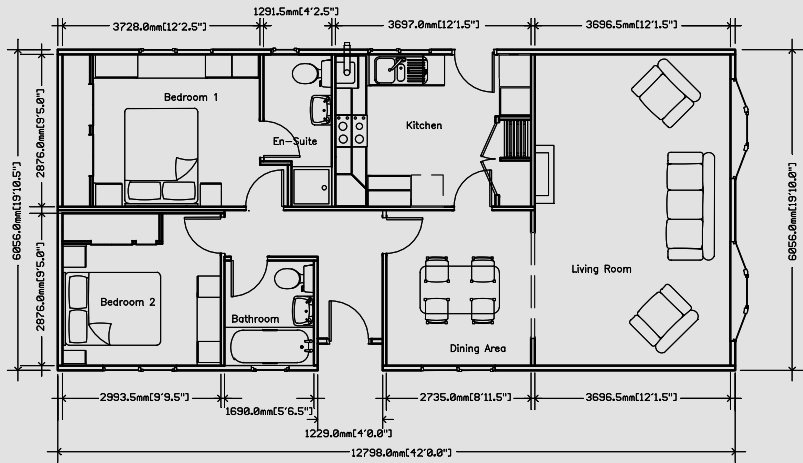 1291.5mm[4'2.5"]
3728.0mm[12'2.5"]
3697.0mm[12'1.5"]
3696.5mm[12'1.5"]
Bedroom 1
En-Suite
Kitchen
2876.0mm[9'5.0"]
6056.0mm[19'10.5"]
6056.0mm[19'10.0"]
2876.0mm[9'5.0"]
Living Room
Bedroom 2
Bathroom
Dining Area
2993.5mm[9'9.5"]
1690.0mm[5'6.5"]
2735.0mm[8'11.5"]
3696.5mm[12'1.5"]
1229.0mm[4'0.0"]
12798.0mm[42'0.0"]